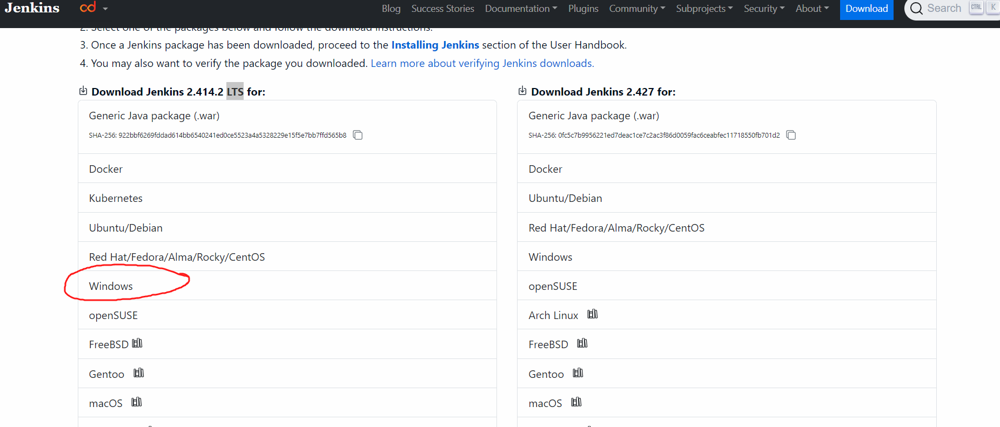 Jenkins
cd
Blog Success Stories Documentation Plugins Community Subprojects Security About Download Search CTRL K
2. Select one of the packages below and follow the download instructions.
3. Once a Jenkins package has been downloaded, proceed to the Installing Jenkins section of the User Handbook.
4. You may also want to verify the package you downloaded. Learn more about verifying Jenkins downloads.
Download Jenkins 2.414.2 LTS for:
Generic Java package (.war)
SHA-256: 922bbf6269fddad614bb6540241ed0ce5523a4a5328229e15f5e7bb7ffd565b8
Docker
Kubernetes
Ubuntu/Debian
Red Hat/Fedora/Alma/Rocky/CentOS
Windows
openSUSE
FreeBSD
Gentoo
macOS
Download Jenkins 2.427 for:
Generic Java package (.war)
SHA-256: 0fc5c7b9956221ed7deac1ce7c2ac3f86d0059fac6ceabfec11718550fb701d2
Docker
Ubuntu/Debian
Red Hat/Fedora/Alma/Rocky/CentOS
Windows
openSUSE
Arch Linux
FreeBSD
Gentoo
macOS